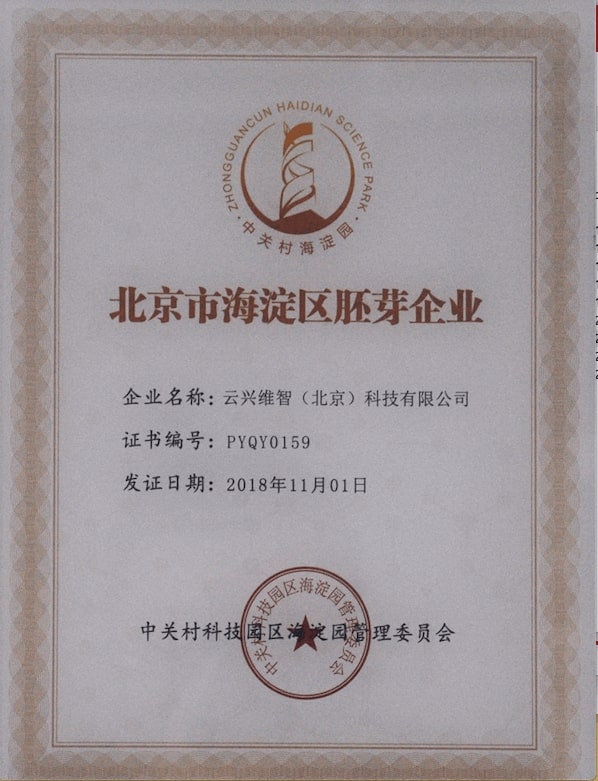 ZHONGGUANCUN HAIDIAN SCIENCE PARK
·中关村海淀园·
北京市海淀区胚芽企业
企业名称：云兴维智（北京）科技有限公司
证书编号：PYQY0159
发证日期：2018年11月01日
中关村科技园区海淀园管理委员会
中关村科技园区海淀园管理委员会